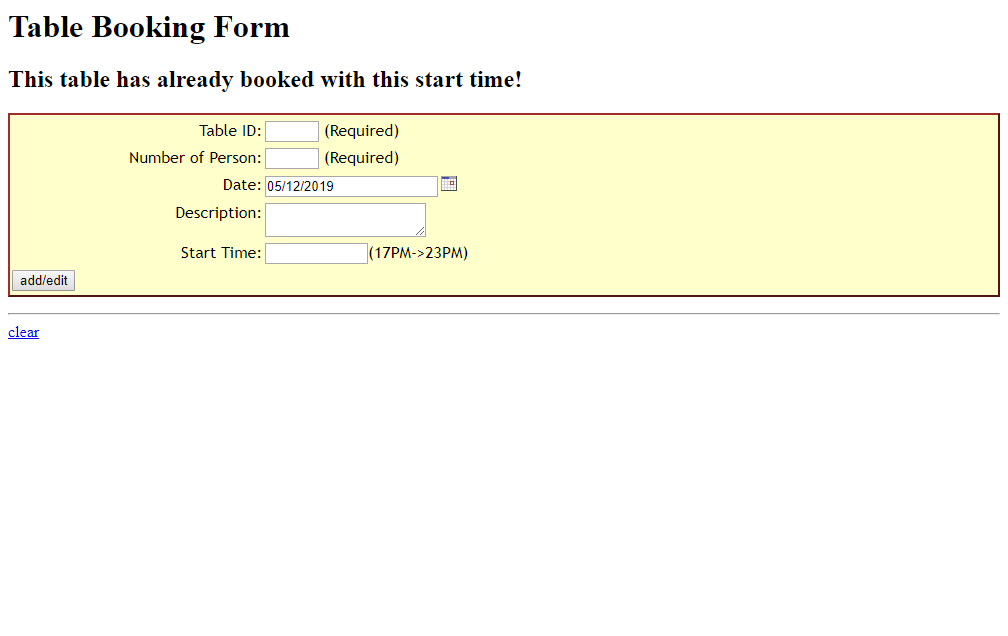 Table Booking Form
This table has already booked with this start time!
Table ID: (Required)
Number of Person: (Required)
Date: 05/12/2019
Description:
Start Time: (17PM->23PM)
add/edit
clear